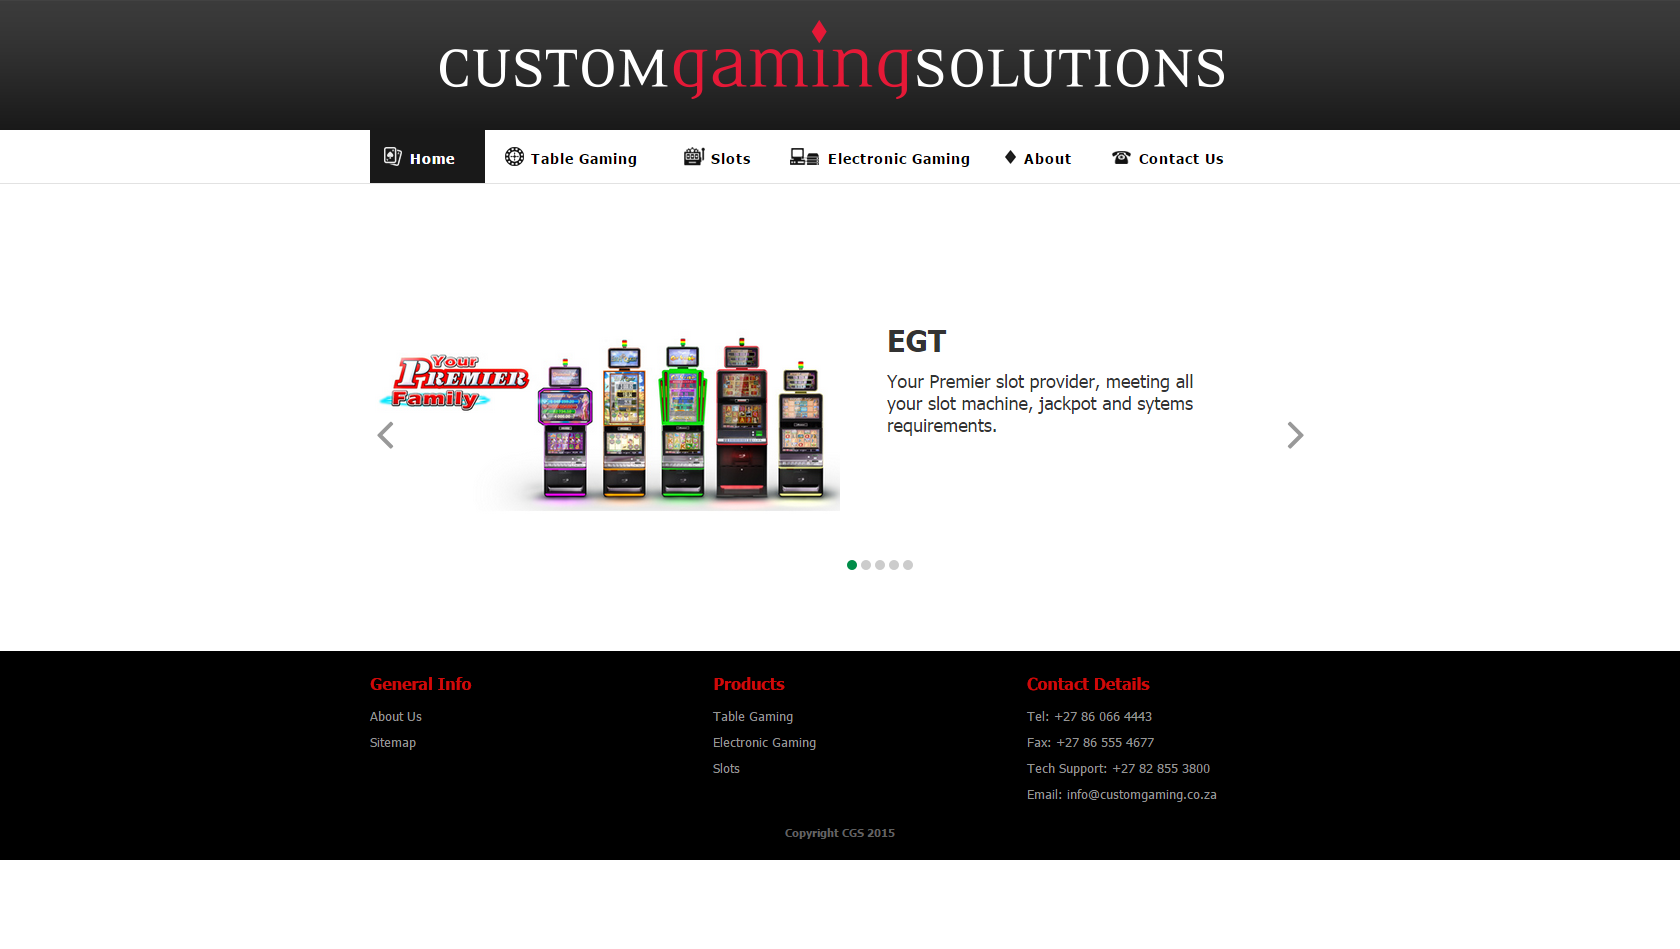 CUSTOMgamingSOLUTIONS
Home
Table Gaming
Slots
Electronic Gaming
About
Contact Us
Your
PREMIER
Family
EGT
Your Premier slot provider, meeting all
your slot machine, jackpot and sytems
requirements.
General Info
About Us
Sitemap
Products
Table Gaming
Electronic Gaming
Slots
Contact Details
Tel: +27 86 066 4443
Fax: +27 86 555 4677
Tech Support: +27 82 855 3800
Email: info@customgaming.co.za
Copyright CGS 2015